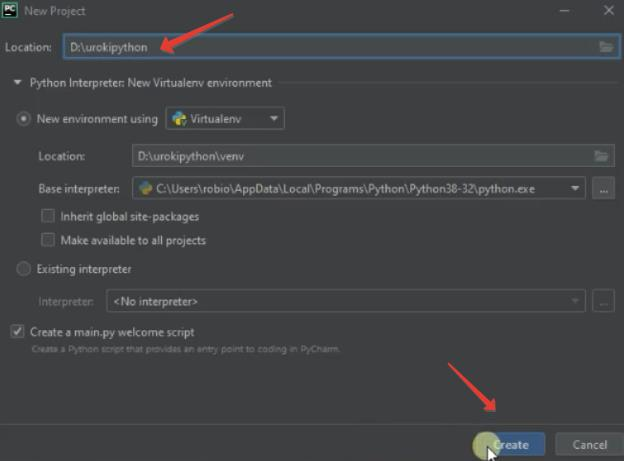 PC New Project
Location: D:\urokipython
Python Interpreter: New Virtualenv environment
New environment using Virtualenv
Location: D:\urokipython\venv
Base interpreter: C:\Users\robio\AppData\Local\Programs\Python\Python38-32\python.exe ...
Inherit global site-packages
Make available to all projects
Existing interpreter
Interpreter: <No interpreter> ...
Create a main.py welcome script
Create a Python script that provides an entry point to coding in PyCharm.
Create Cancel